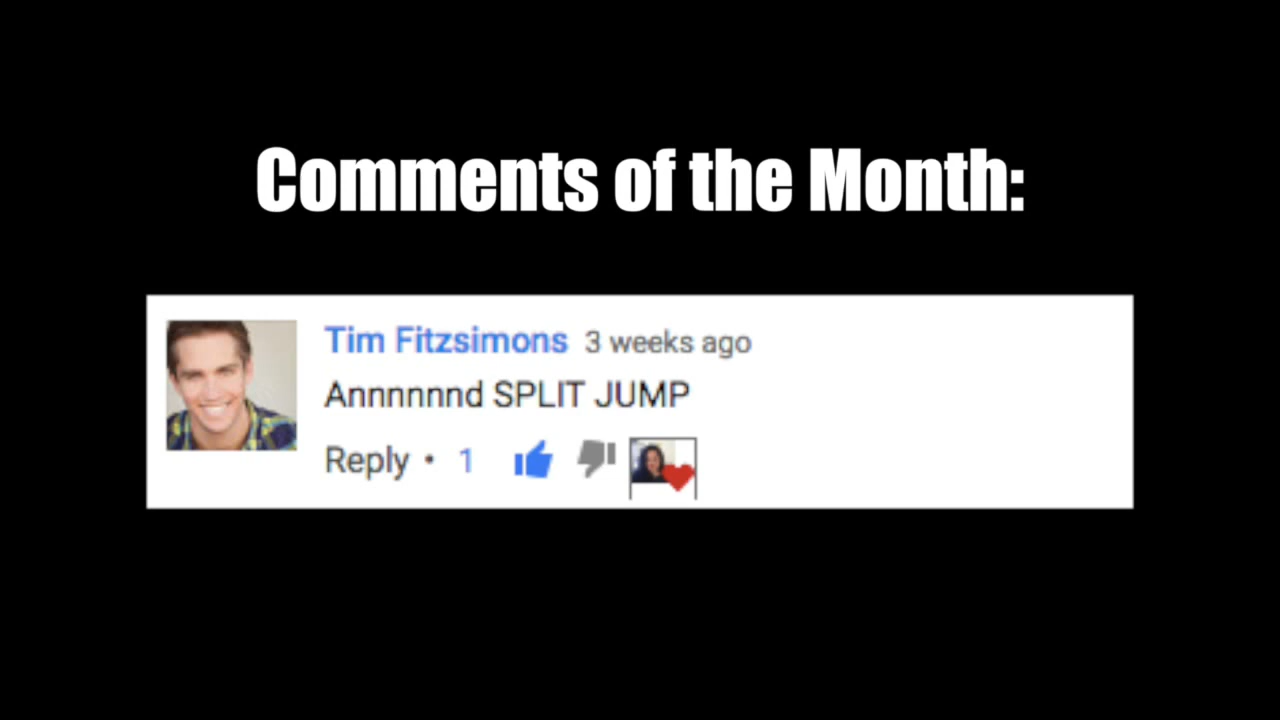 Comments of the Month:
Tim Fitzsimons 3 weeks ago
Annnnnnd SPLIT JUMP
Reply • 1